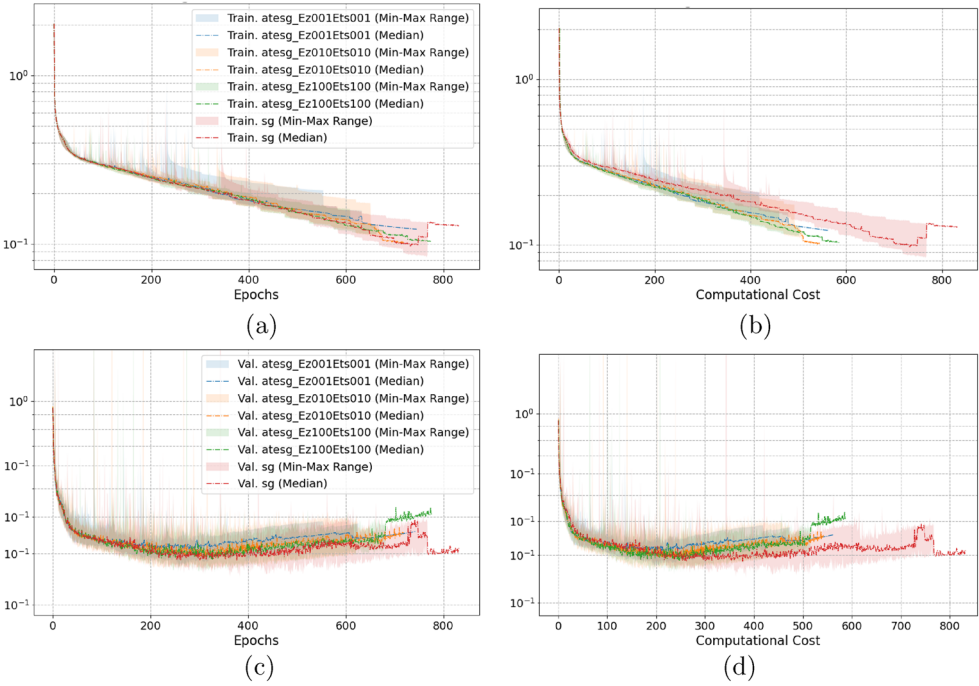 Train. atesg_Ez001Ets001 (Min-Max Range)
Train. atesg_Ez001Ets001 (Median)
Train. atesg_Ez010Ets010 (Min-Max Range)
Train. atesg_Ez010Ets010 (Median)
Train. atesg_Ez100Ets100 (Min-Max Range)
Train. atesg_Ez100Ets100 (Median)
Train. sg (Min-Max Range)
Train. sg (Median)
10⁰
10⁻¹
0 200 400 600 800
Epochs
(a)
10⁰
10⁻¹
0 200 400 600 800
Computational Cost
(b)
Val. atesg_Ez001Ets001 (Min-Max Range)
Val. atesg_Ez001Ets001 (Median)
Val. atesg_Ez010Ets010 (Min-Max Range)
Val. atesg_Ez010Ets010 (Median)
Val. atesg_Ez100Ets100 (Min-Max Range)
Val. atesg_Ez100Ets100 (Median)
Val. sg (Min-Max Range)
Val. sg (Median)
10⁰
10⁻¹
10⁻¹
10⁻¹
10⁻¹
0 200 400 600 800
Epochs
(c)
10⁰
10⁻¹
10⁻¹
10⁻¹
10⁻¹
0 100 200 300 400 500 600 700 800
Computational Cost
(d)